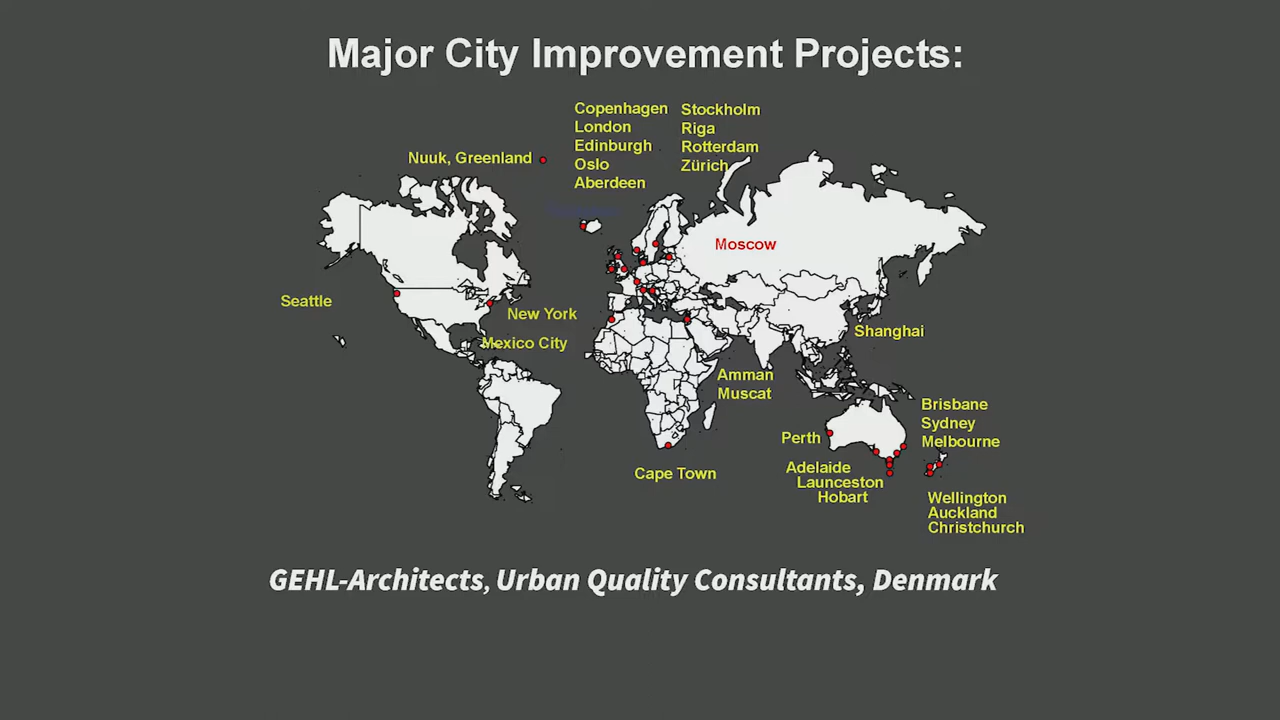 Major City Improvement Projects:
Copenhagen
London
Edinburgh
Oslo
Aberdeen
Stockholm
Riga
Rotterdam
Zürich
Nuuk, Greenland
Moscow
Seattle
New York
Mexico City
Shanghai
Amman
Muscat
Brisbane
Sydney
Melbourne
Perth
Adelaide
Launceston
Hobart
Cape Town
Wellington
Auckland
Christchurch
GEHL-Architects, Urban Quality Consultants, Denmark